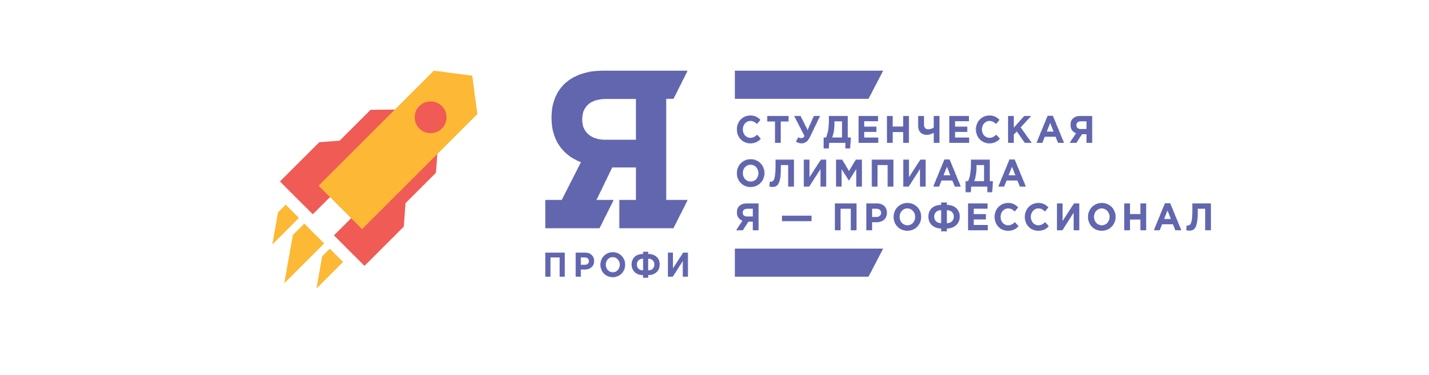 Я
ПРОФИ
СТУДЕНЧЕСКАЯ
ОЛИМПИАДА
Я — ПРОФЕССИОНАЛ